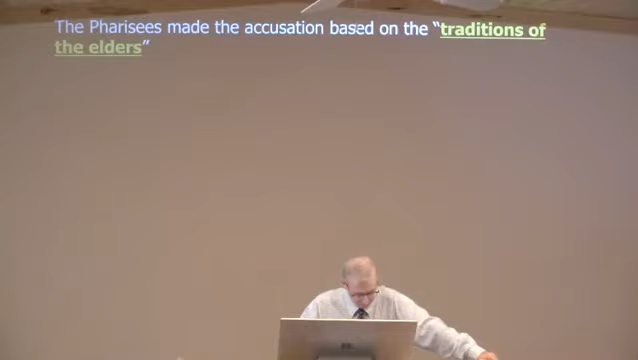 The Pharisees made the accusation based on the “traditions of
the elders”